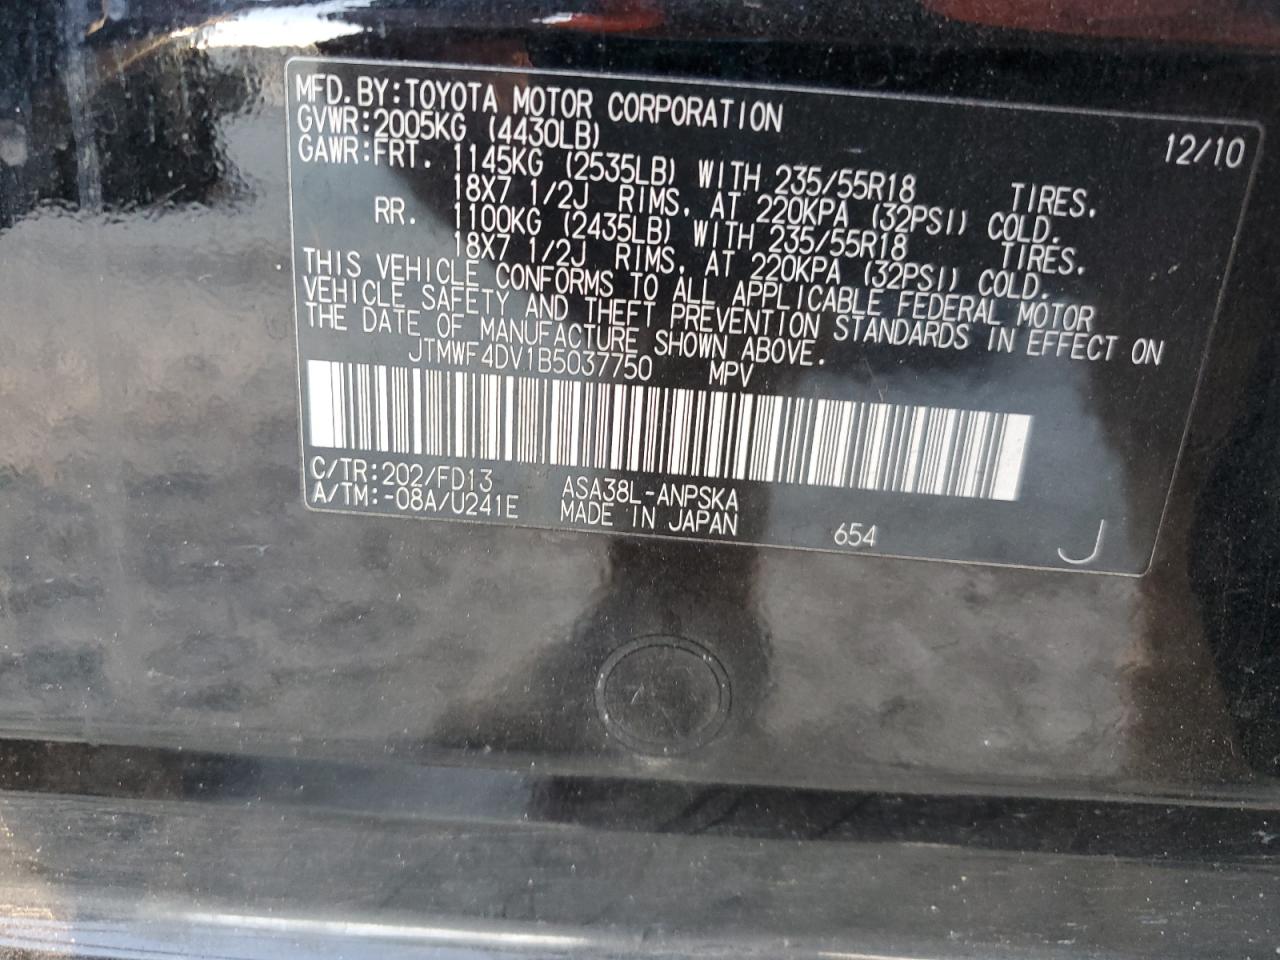 MFD.BY:TOYOTA MOTOR CORPORATION 12/10
GVWR:2005KG (4430LB)
GAWR:FRT. 1145KG (2535LB) WITH 235/55R18 TIRES,
18X7 1/2J RIMS, AT 220KPA (32PSI) COLD.
RR. 1100KG (2435LB) WITH 235/55R18 TIRES,
18X7 1/2J RIMS, AT 220KPA (32PSI) COLD.
THIS VEHICLE CONFORMS TO ALL APPLICABLE FEDERAL MOTOR
VEHICLE SAFETY AND THEFT PREVENTION STANDARDS IN EFFECT ON
THE DATE OF MANUFACTURE SHOWN ABOVE.
JTMWF4DV1B5037750 MPV
C/TR:202/FD13 ASA38L-ANPSKA
A/TM:-08A/U241E MADE IN JAPAN 654 J